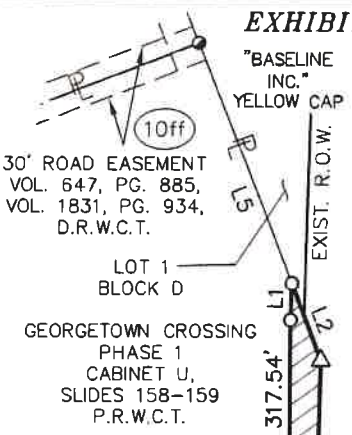 EXHIBI
"BASELINE
INC."
YELLOW CAP
10ff
30' ROAD EASEMENT
VOL. 647, PG. 885,
VOL. 1831, PG. 934,
D.R.W.C.T.
EXIST. R.O.W.
L5
LOT 1
BLOCK D
L1
L2
GEORGETOWN CROSSING
PHASE 1
CABINET U,
SLIDES 158-159
P.R.W.C.T.
317.54'